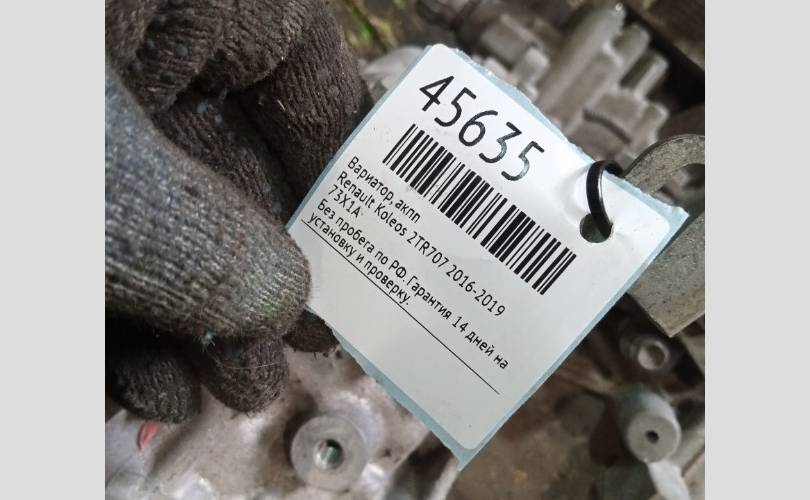 45635
Вариатор, акпп
Renault Koleos 2TR707 2016-2019
73X1A
Без пробега по РФ. Гарантия 14 дней на
установку и проверку.